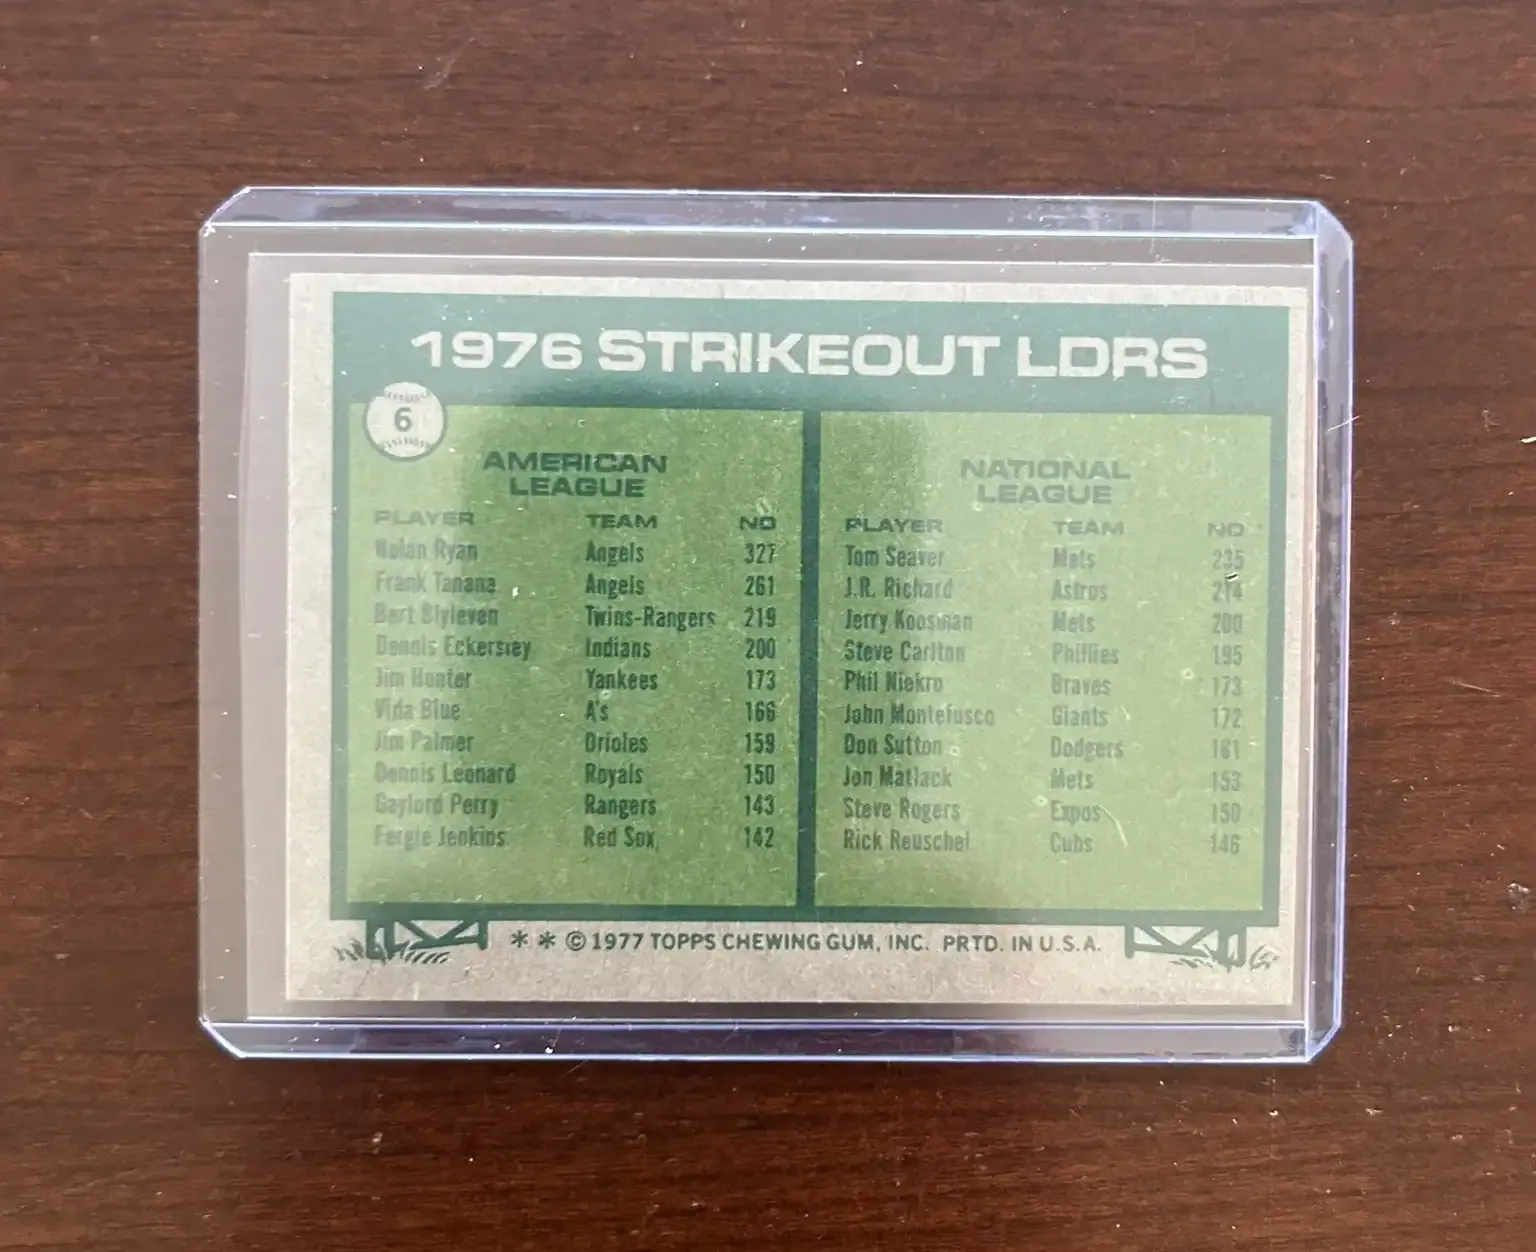 1976 STRIKEOUT LDRS
6
AMERICAN
LEAGUE
PLAYER TEAM NO
Nolan Ryan Angels 327
Frank Tanana Angels 261
Bert Blyleven Twins-Rangers 219
Dennis Eckersley Indians 200
Jim Hunter Yankees 173
Vida Blue A's 166
Jim Palmer Orioles 159
Dennis Leonard Royals 150
Gaylord Perry Rangers 143
Fergie Jenkins Red Sox 142
NATIONAL
LEAGUE
PLAYER TEAM NO
Tom Seaver Mets 235
J.R. Richard Astros 214
Jerry Koosman Mets 200
Steve Carlton Phillies 195
Phil Niekro Braves 173
John Montefusco Giants 172
Don Sutton Dodgers 161
Jon Matlack Mets 153
Steve Rogers Expos 150
Rick Reuschel Cubs 146
* * © 1977 TOPPS CHEWING GUM, INC. PRTD. IN U.S.A.